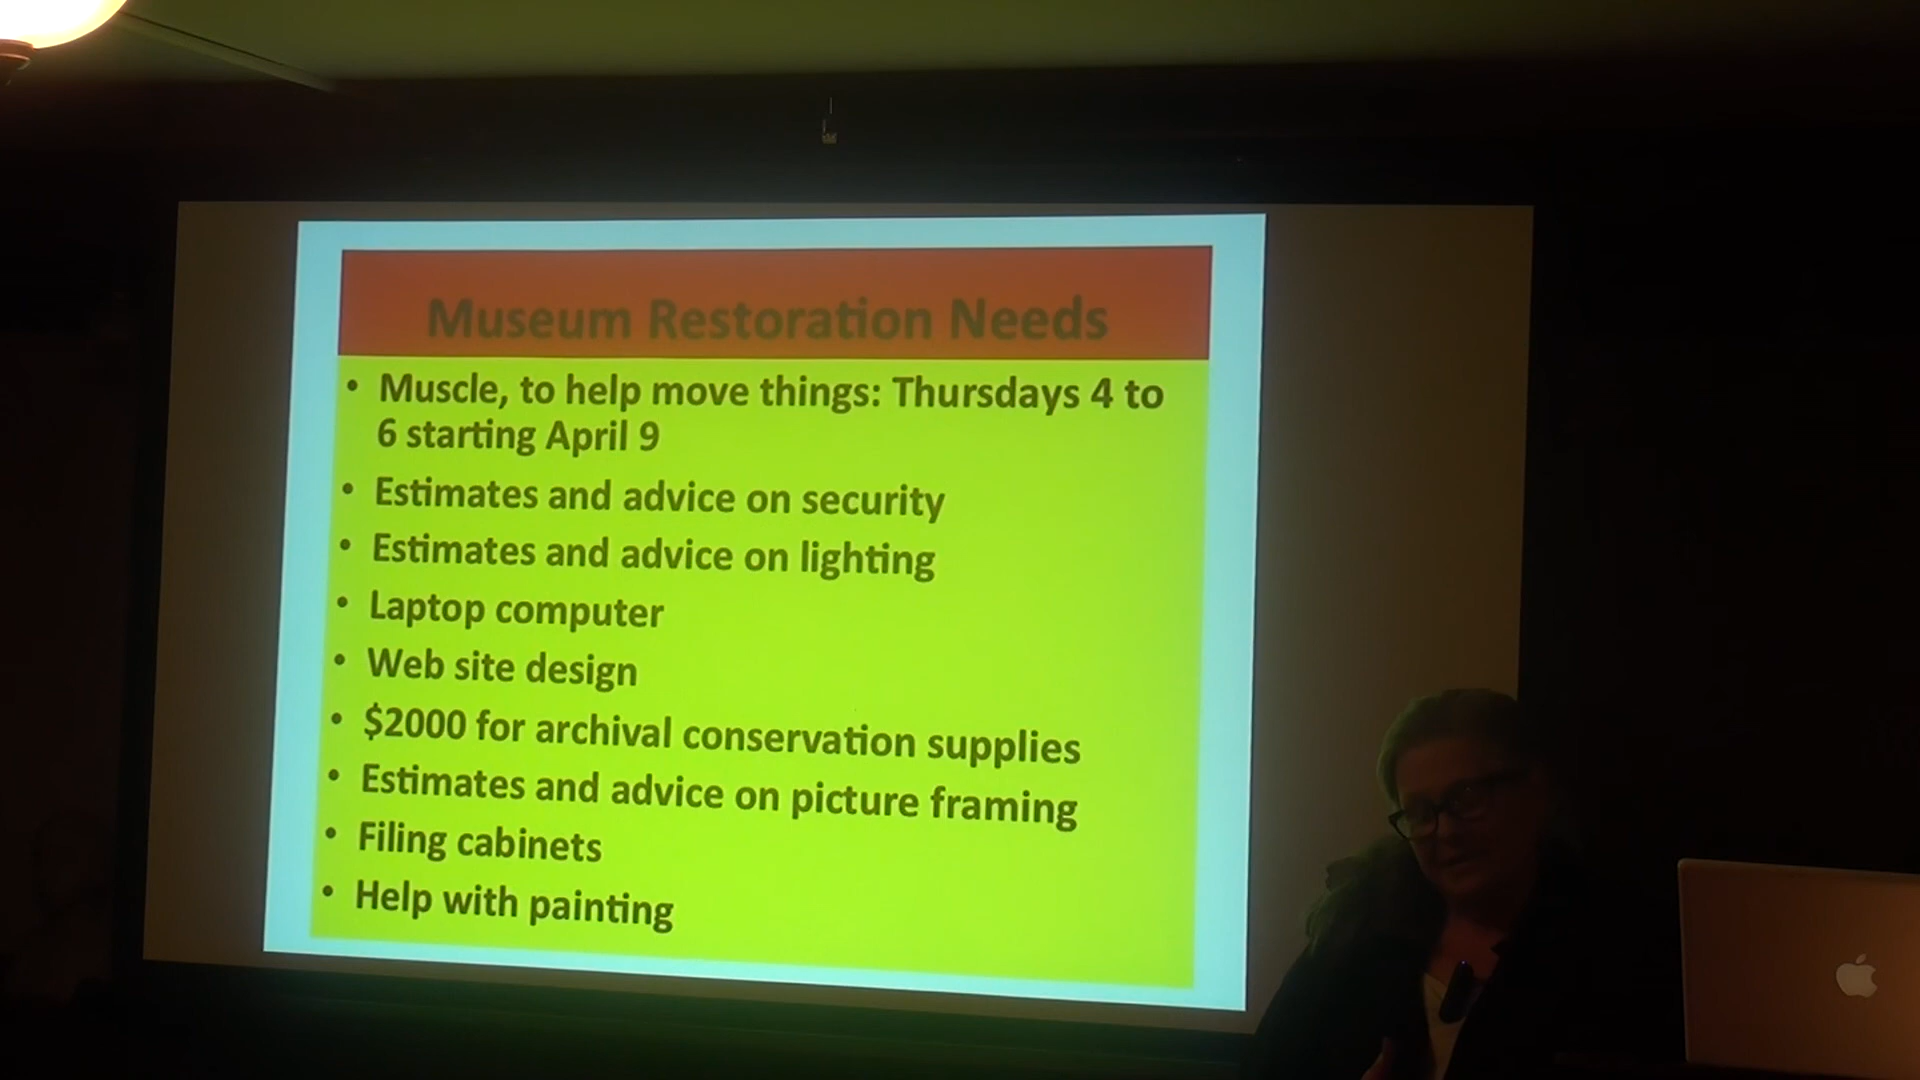 Museum Restoration Needs
• Muscle, to help move things: Thursdays 4 to
6 starting April 9
• Estimates and advice on security
• Estimates and advice on lighting
• Laptop computer
• Web site design
• $2000 for archival conservation supplies
• Estimates and advice on picture framing
• Filing cabinets
• Help with painting